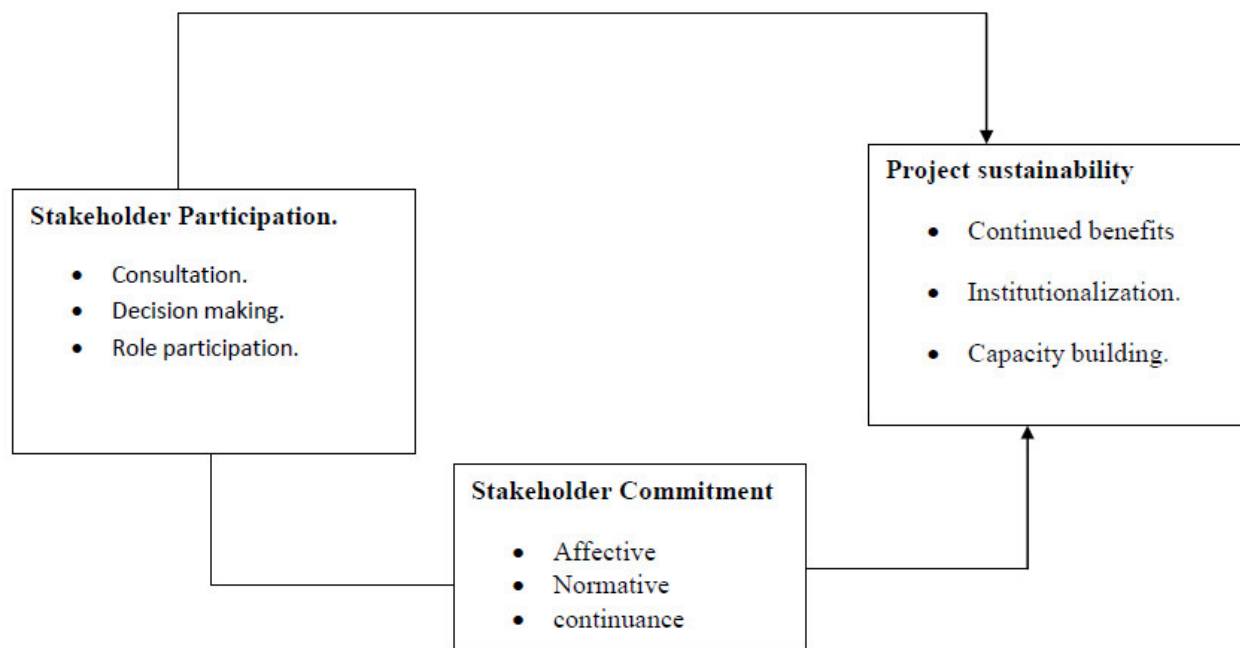 Stakeholder Participation.
• Consultation.
• Decision making.
• Role participation.
Project sustainability
• Continued benefits
• Institutionalization.
• Capacity building.
Stakeholder Commitment
• Affective
• Normative
• continuance